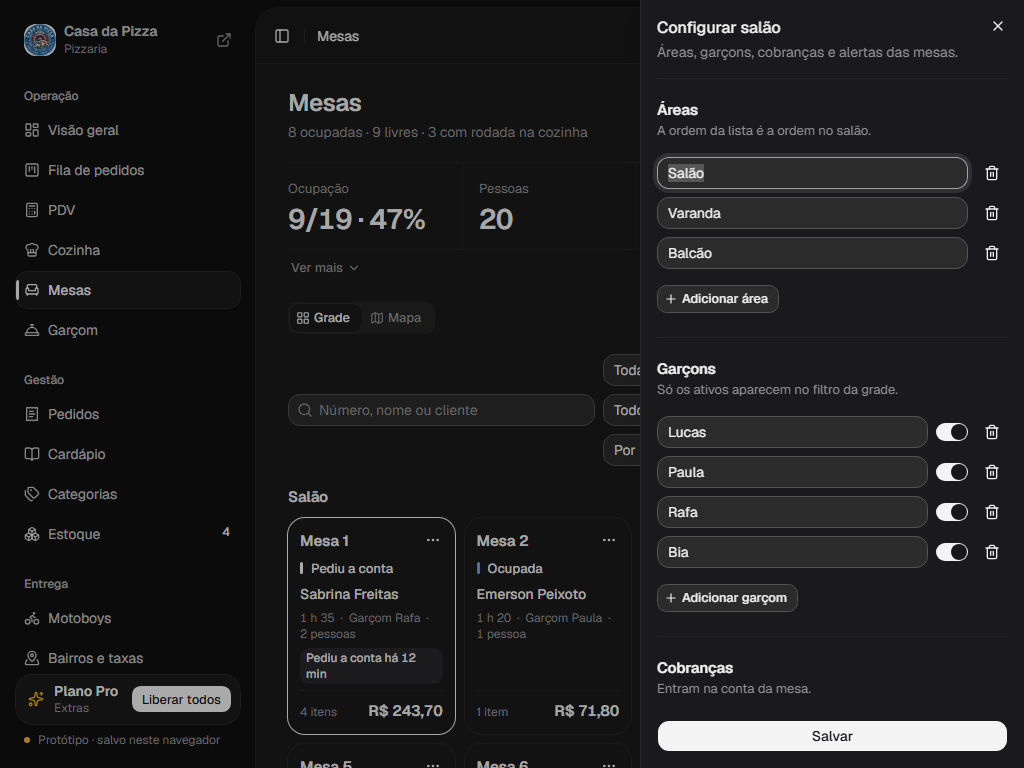 Casa da Pizza
Pizzaria
Operação
Visão geral
Fila de pedidos
PDV
Cozinha
Mesas
Garçom
Gestão
Pedidos
Cardápio
Categorias
Estoque
4
Entrega
Motoboys
Bairros e taxas
Plano Pro
Extras
Liberar todos
Protótipo · salvo neste navegador
Mesas
Mesas
8 ocupadas · 9 livres · 3 com rodada na cozinha
Ocupação
9/19 · 47%
Pessoas
20
Ver mais
Grade
Mapa
Toda
Número, nome ou cliente
Todo
Por
Salão
Mesa 1
Pediu a conta
Sabrina Freitas
1 h 35 · Garçom Rafa ·
2 pessoas
Pediu a conta há 12
min
4 itens
R$ 243,70
Mesa 2
Ocupada
Emerson Peixoto
1 h 20 · Garçom Paula ·
1 pessoa
1 item
R$ 71,80
Mesa 5
Mesa 6
Configurar salão
Áreas, garçons, cobranças e alertas das mesas.
Áreas
A ordem da lista é a ordem no salão.
Salão
Varanda
Balcão
+ Adicionar área
Garçons
Só os ativos aparecem no filtro da grade.
Lucas
Paula
Rafa
Bia
+ Adicionar garçom
Cobranças
Entram na conta da mesa.
Salvar